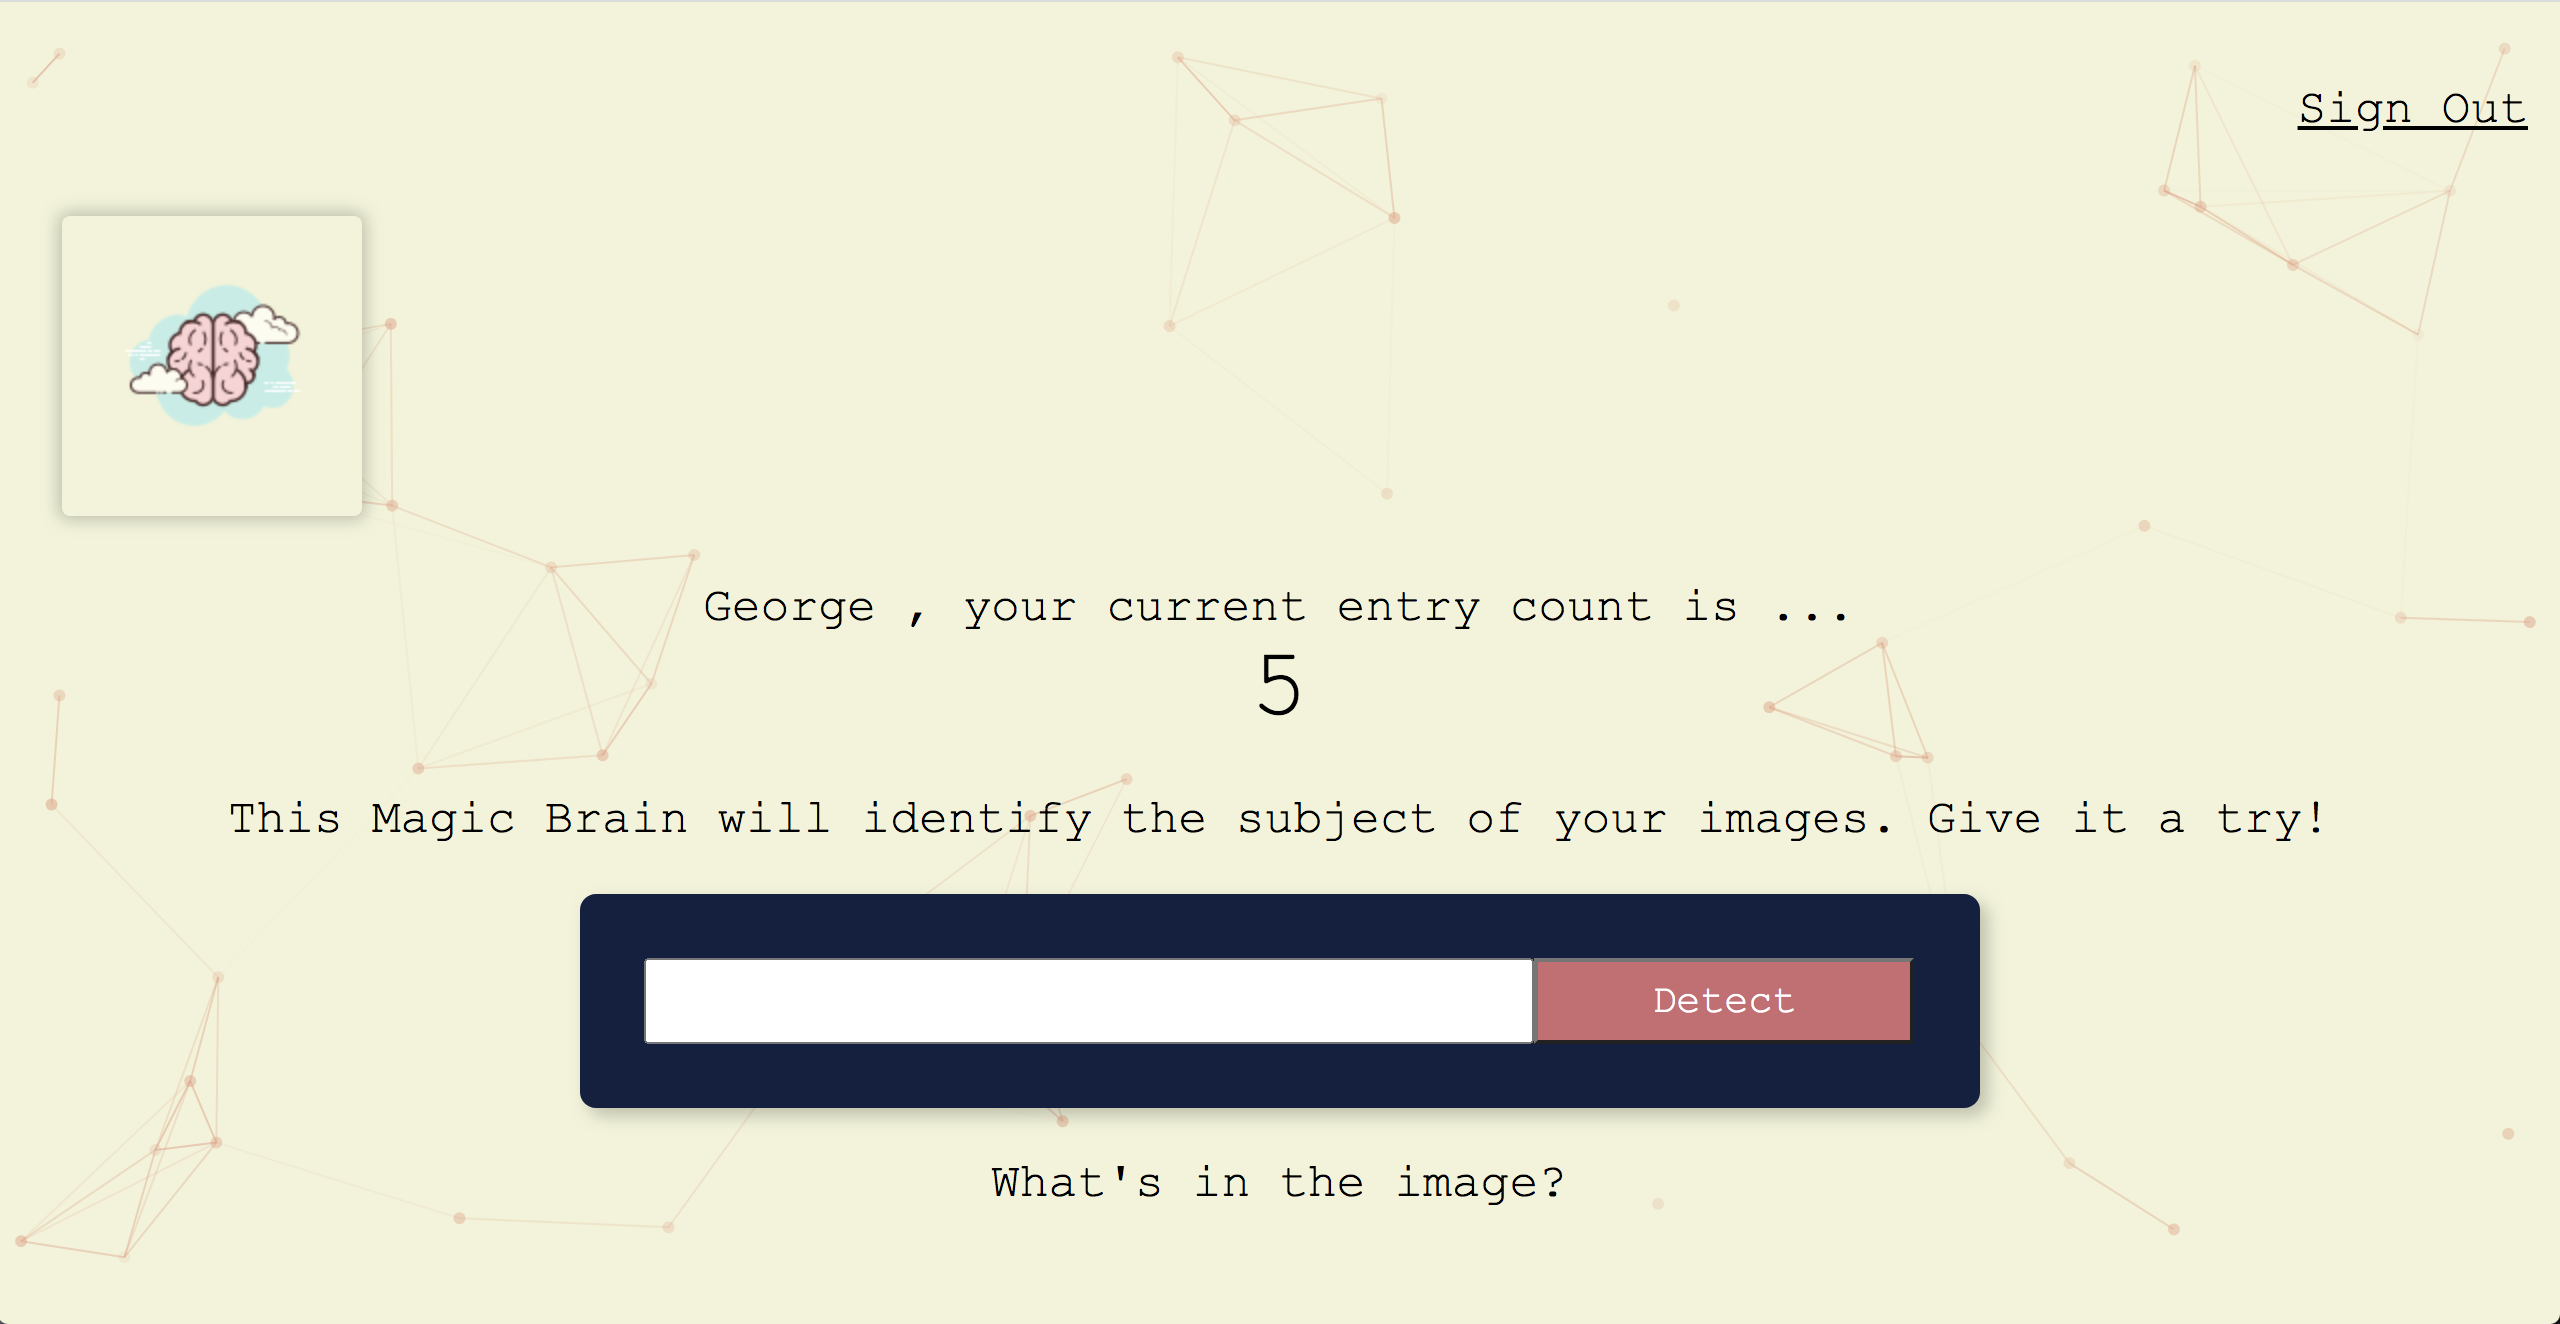 Sign Out
George , your current entry count is ...
5
This Magic Brain will identify the subject of your images. Give it a try!
Detect
What's in the image?